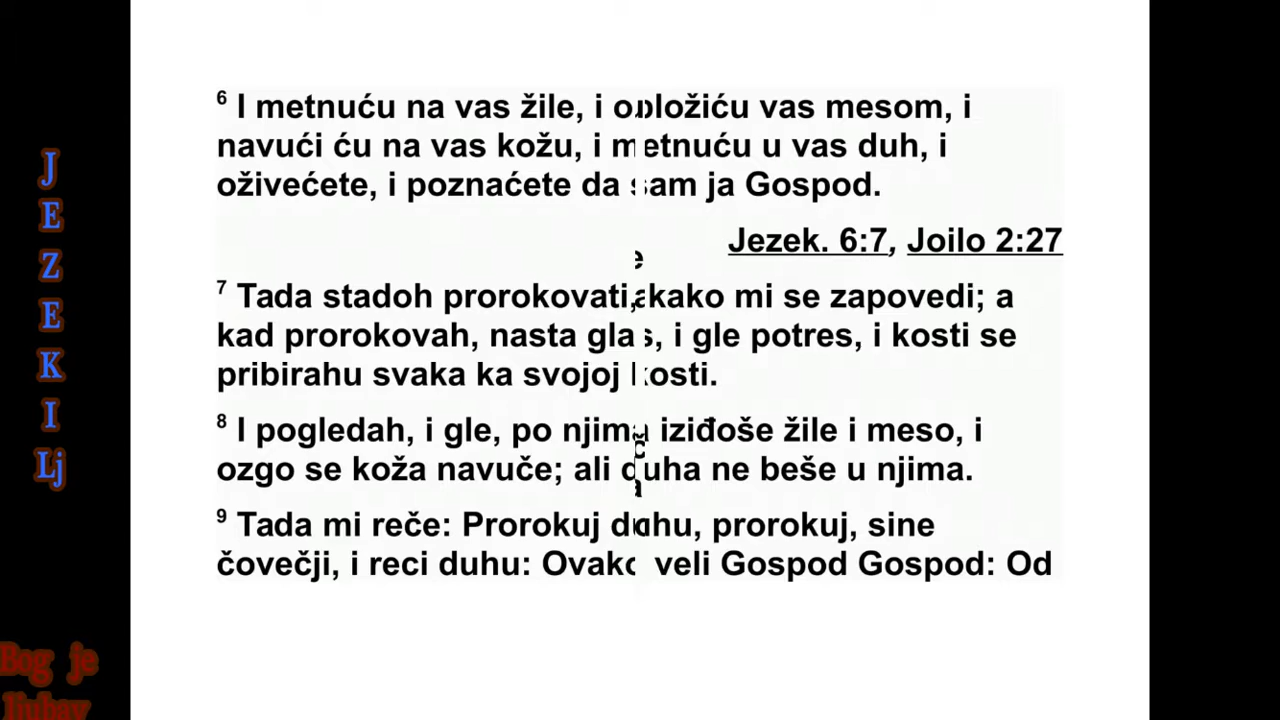 J
E
Z
E
K
I
Lj
Bog je
ljubav
6 I metnuću na vas žile, i obložiću vas mesom, i
navući ću na vas kožu, i metnuću u vas duh, i
oživećete, i poznaćete da sam ja Gospod.
Jezek. 6:7, Joilo 2:27
7 Tada stadoh prorokovati, kako mi se zapovedi; a
kad prorokovah, nasta glas, i gle potres, i kosti se
pribirahu svaka ka svojoj kosti.
8 I pogledah, i gle, po njima iziđoše žile i meso, i
ozgo se koža navuče; ali duha ne beše u njima.
9 Tada mi reče: Prorokuj duhu, prorokuj, sine
čovečji, i reci duhu: Ovako veli Gospod Gospod: Od